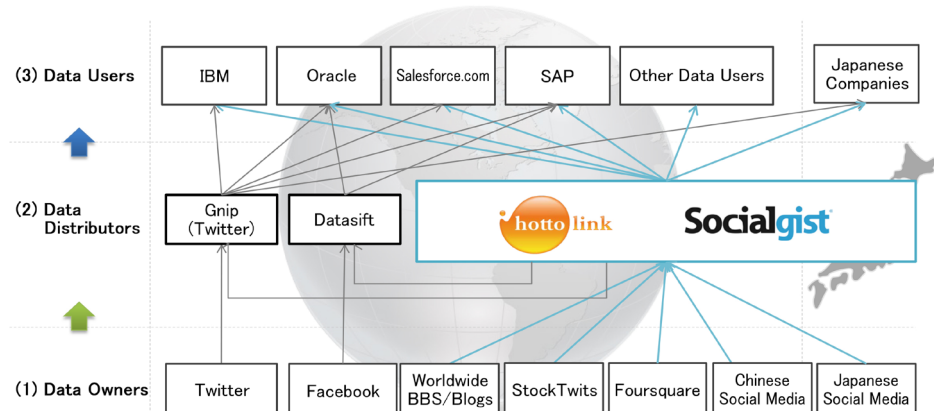 (3) Data Users
IBM
Oracle
Salesforce.com
SAP
Other Data Users
Japanese
Companies
(2) Data
Distributors
Gnip
(Twitter)
Datasift
hotto link
Socialgist
(1) Data Owners
Twitter
Facebook
Worldwide
BBS/Blogs
StockTwits
Foursquare
Chinese
Social Media
Japanese
Social Media